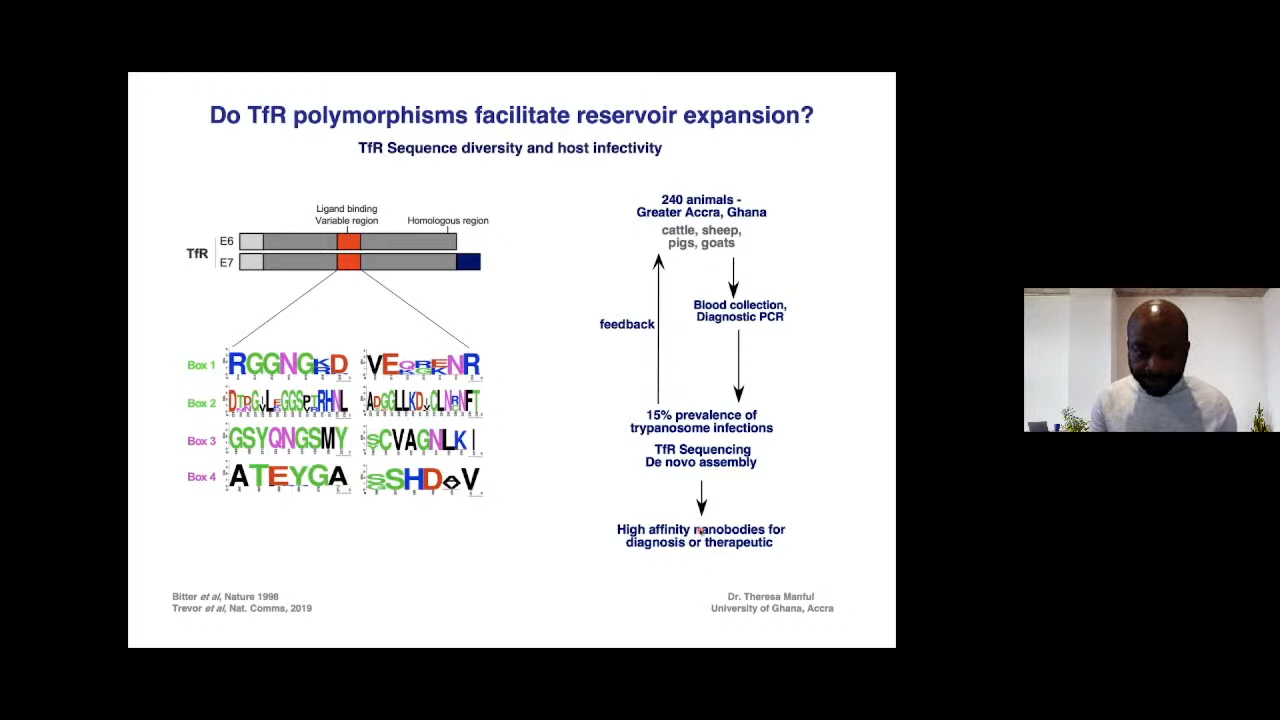 Do TfR polymorphisms facilitate reservoir expansion?
TfR Sequence diversity and host infectivity
Ligand binding
Variable region
Homologous region
TfR
E6
E7
Box 1
RGGNG D
VE NR
Box 2
Box 3
GSYQNGSMY
CVAGNLK I
Box 4
ATEYGA
SHD V
240 animals -
Greater Accra, Ghana
cattle, sheep,
pigs, goats
Blood collection,
Diagnostic PCR
feedback
15% prevalence of
trypanosome infections
TfR Sequencing
De novo assembly
High affinity nanobodies for
diagnosis or therapeutic
Bitter et al, Nature 1998
Trevor et al, Nat. Comms, 2019
Dr. Theresa Manful
University of Ghana, Accra